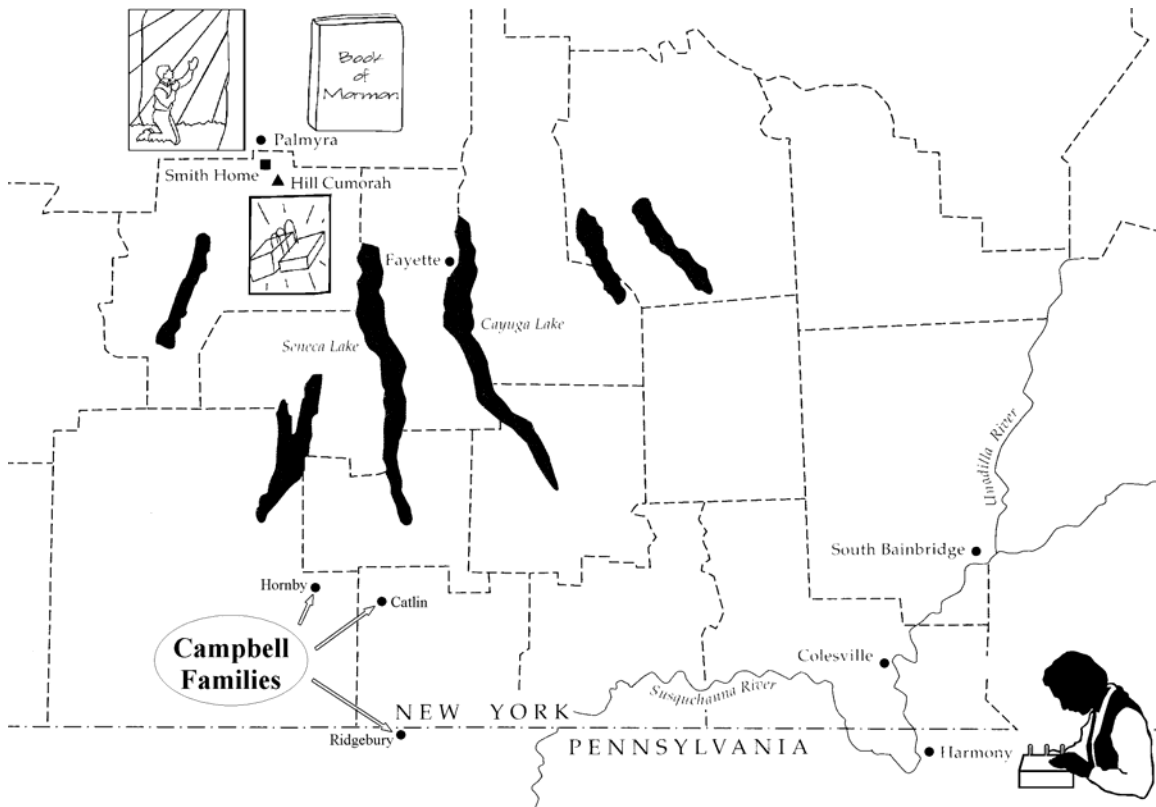 Book
of
Mormon
Palmyra
Smith Home
Hill Cumorah
Fayette
Seneca Lake
Cayuga Lake
Unadilla River
South Bainbridge
Hornby
Catlin
Campbell
Families
Colesville
Susquehanna River
NEW YORK
Ridgebury
PENNSYLVANIA
Harmony